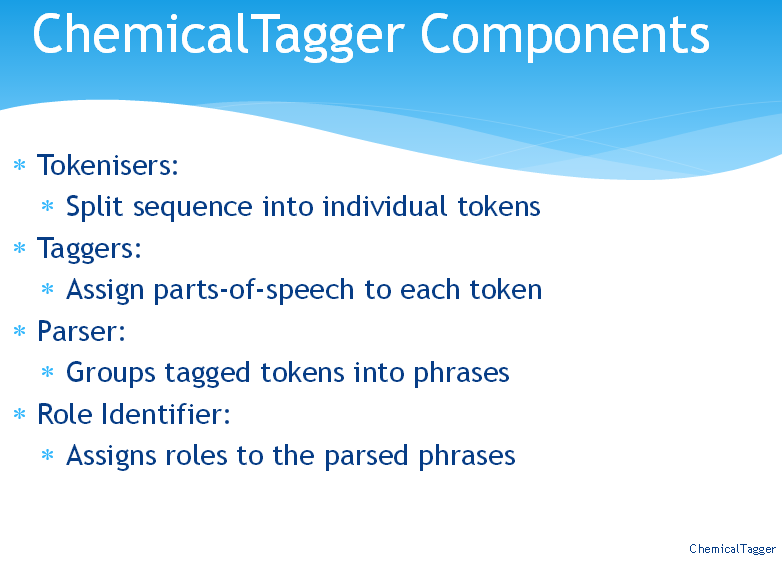 ChemicalTagger Components
* Tokenisers:
* Split sequence into individual tokens
* Taggers:
* Assign parts-of-speech to each token
* Parser:
* Groups tagged tokens into phrases
* Role Identifier:
* Assigns roles to the parsed phrases
ChemicalTagger